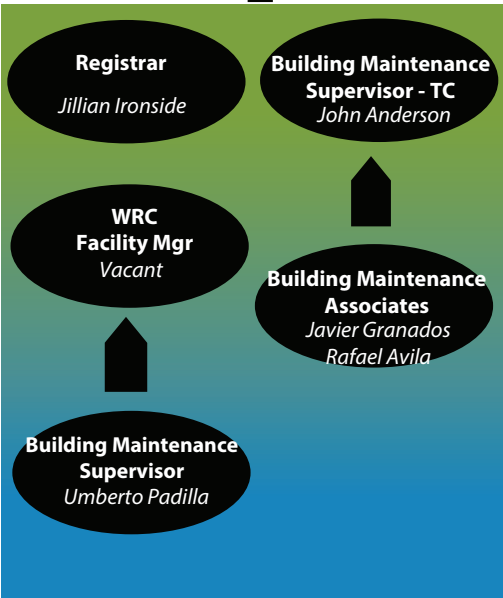 Registrar
Jillian Ironside
Building Maintenance
Supervisor - TC
John Anderson
WRC
Facility Mgr
Vacant
Building Maintenance
Associates
Javier Granados
Rafael Avila
Building Maintenance
Supervisor
Umberto Padilla